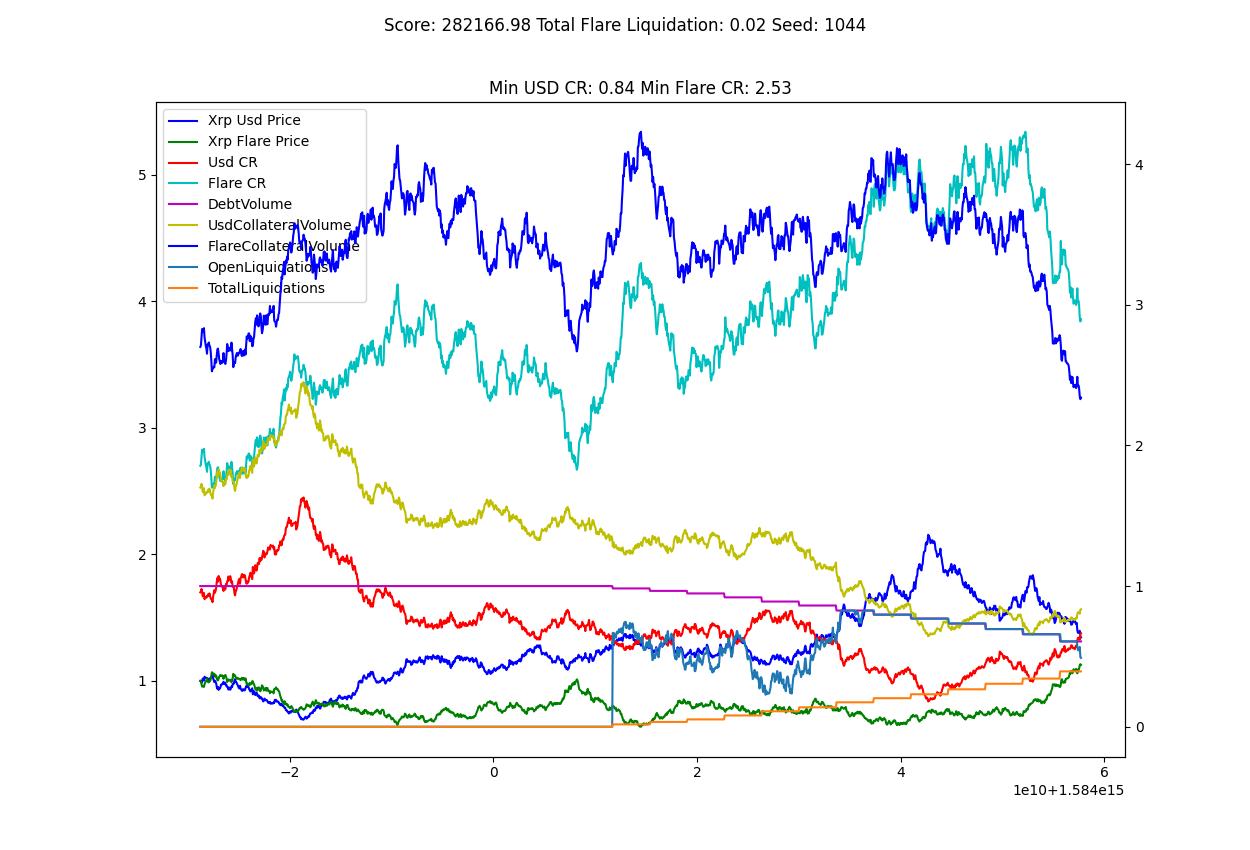 Score: 282166.98 Total Flare Liquidation: 0.02 Seed: 1044
Min USD CR: 0.84 Min Flare CR: 2.53
Xrp Usd Price
Xrp Flare Price
Usd CR
Flare CR
DebtVolume
UsdCollateralVolume
FlareCollateralVolume
OpenLiquidations
TotalLiquidations
5
4
3
2
1
4
3
2
1
0
−2
0
2
4
6
1e10+1.584e15